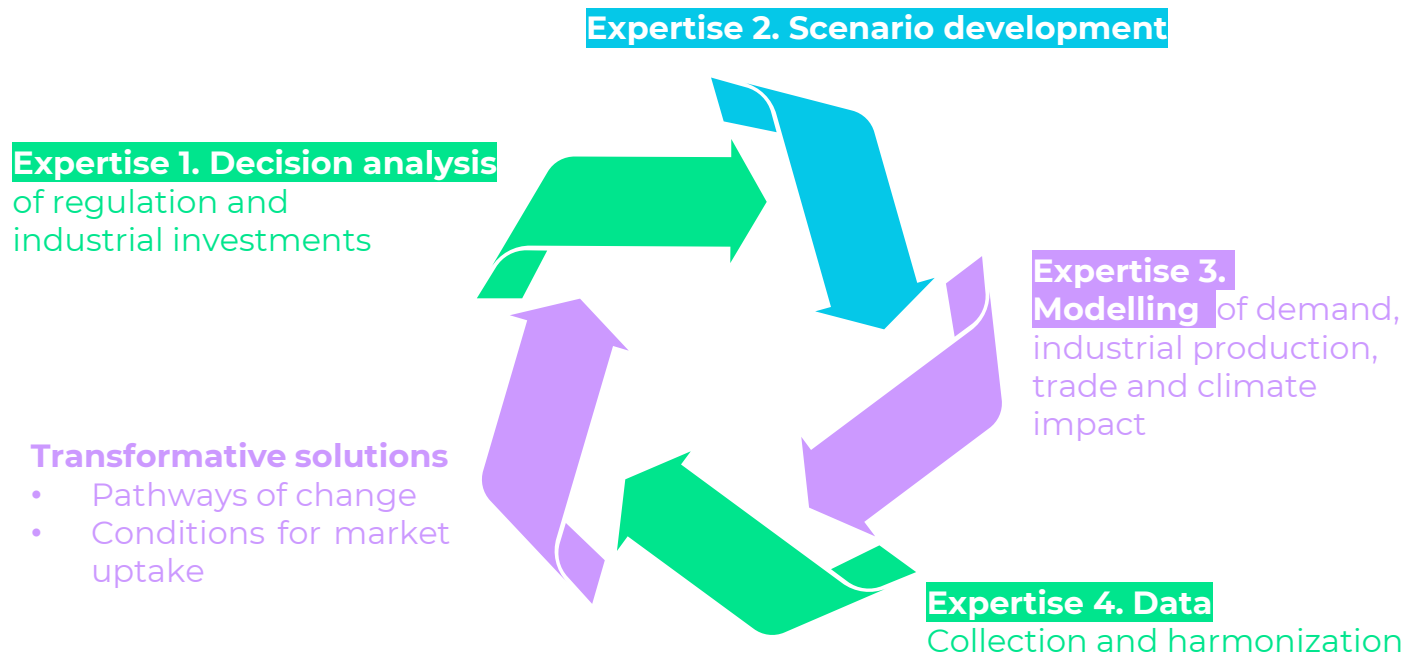 Expertise 2. Scenario development
Expertise 1. Decision analysis
of regulation and
industrial investments
Expertise 3.
Modelling of demand,
industrial production,
trade and climate
impact
Transformative solutions
• Pathways of change
• Conditions for market
uptake
Expertise 4. Data
Collection and harmonization